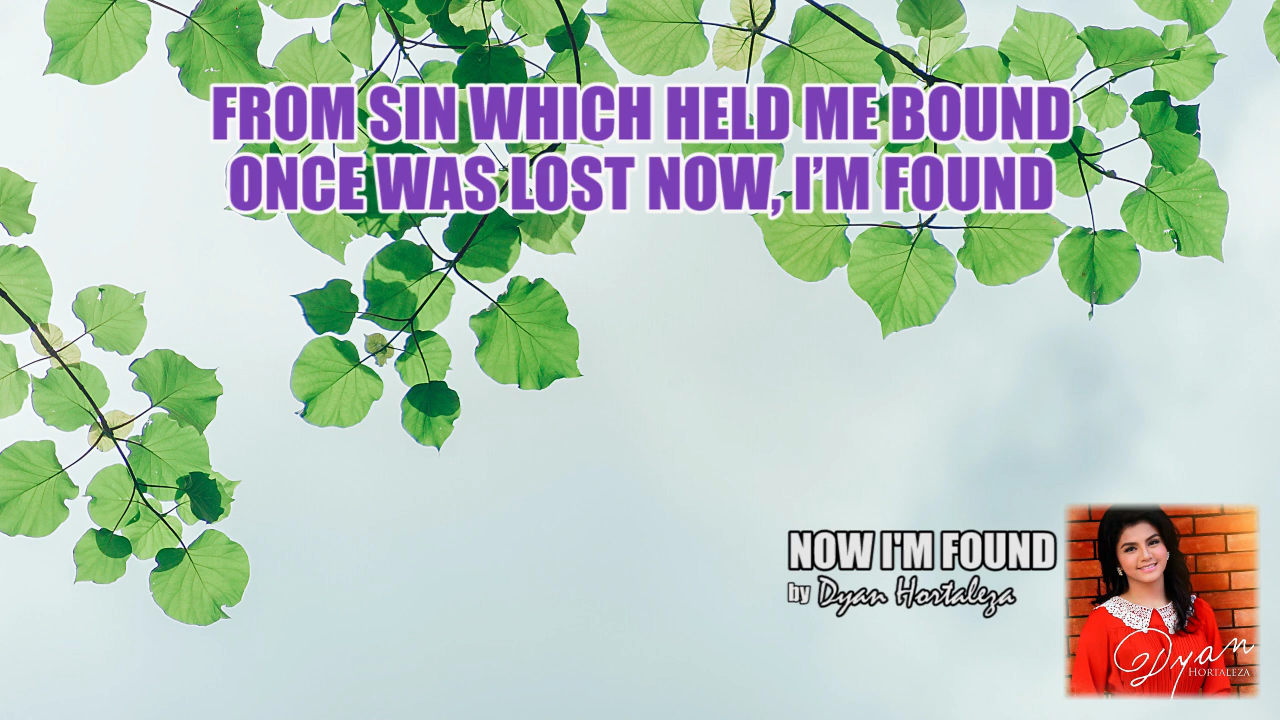 FROM SIN WHICH HELD ME BOUND
ONCE WAS LOST NOW, I’M FOUND
NOW I'M FOUND
by Dyan Hortaleza
Dyan
HORTALEZA